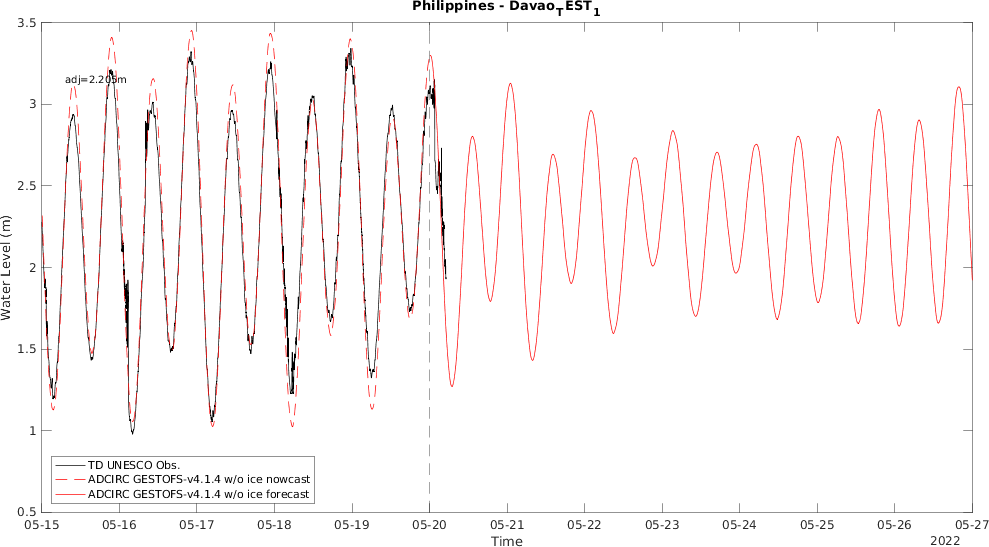 Philippines - Davao_TEST_1
3.5
3
2.5
2
1.5
1
0.5
Water Level (m)
adj=2.205m
TD UNESCO Obs.
ADCIRC GESTOFS-v4.1.4 w/o ice nowcast
ADCIRC GESTOFS-v4.1.4 w/o ice forecast
05-15 05-16 05-17 05-18 05-19 05-20 05-21 05-22 05-23 05-24 05-25 05-26 05-27
Time
2022